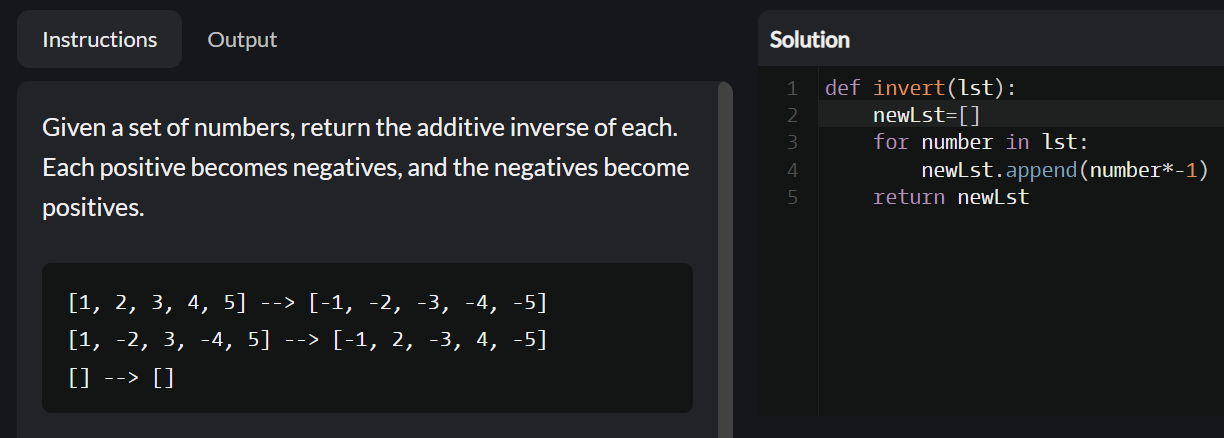 Instructions
Output
Given a set of numbers, return the additive inverse of each.
Each positive becomes negatives, and the negatives become
positives.
[1, 2, 3, 4, 5] --> [-1, -2, -3, -4, -5]
[1, -2, 3, -4, 5] --> [-1, 2, -3, 4, -5]
[] --> []
Solution
1 def invert(lst):
2     newLst=[]
3     for number in lst:
4         newLst.append(number*-1)
5     return newLst